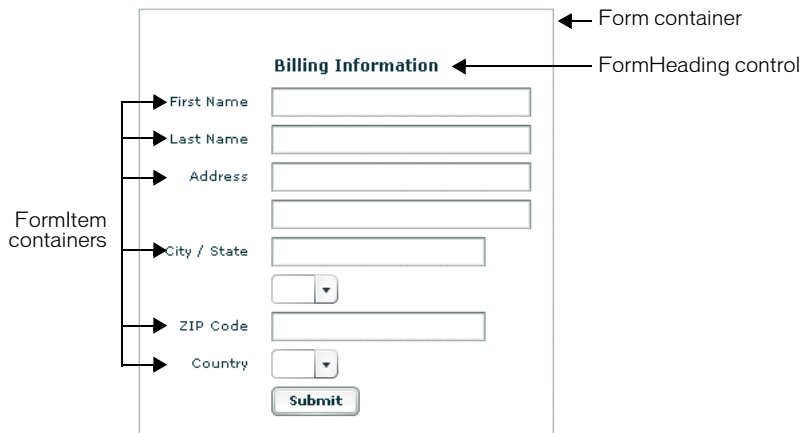 Form container
Billing Information
FormHeading control
First Name
Last Name
Address
FormItem
containers
City / State
ZIP Code
Country
Submit